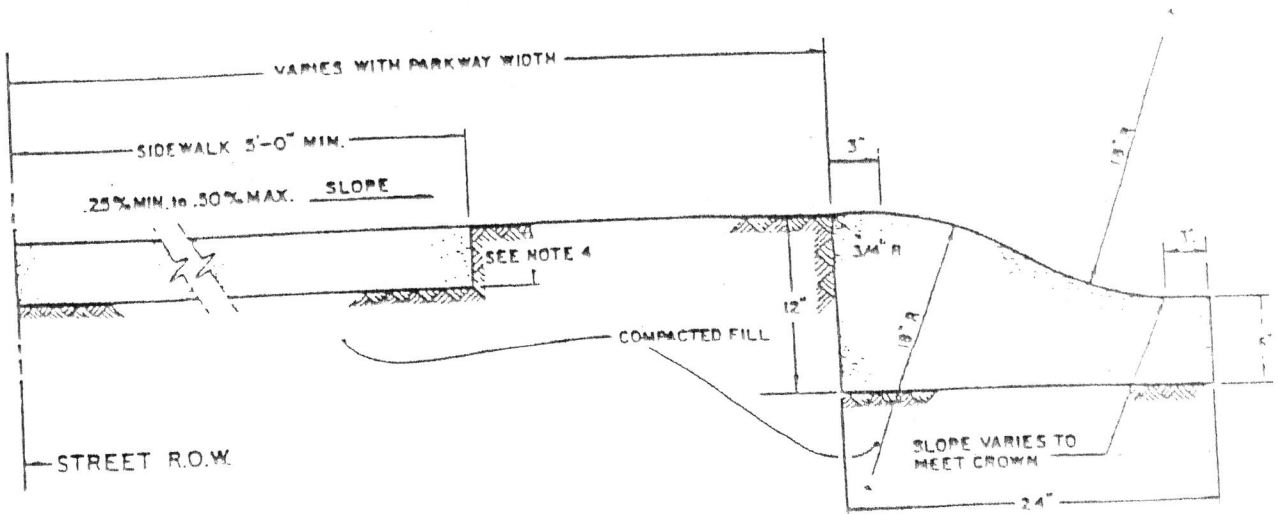 VARIES WITH PARKWAY WIDTH
SIDEWALK 5'-0" MIN.
.25% MIN. to .50% MAX. SLOPE
3"
18" R
SEE NOTE 4
3/4" R
12"
18" R
COMPACTED FILL
SLOPE VARIES TO
MEET CROWN
STREET R.O.W.
24"